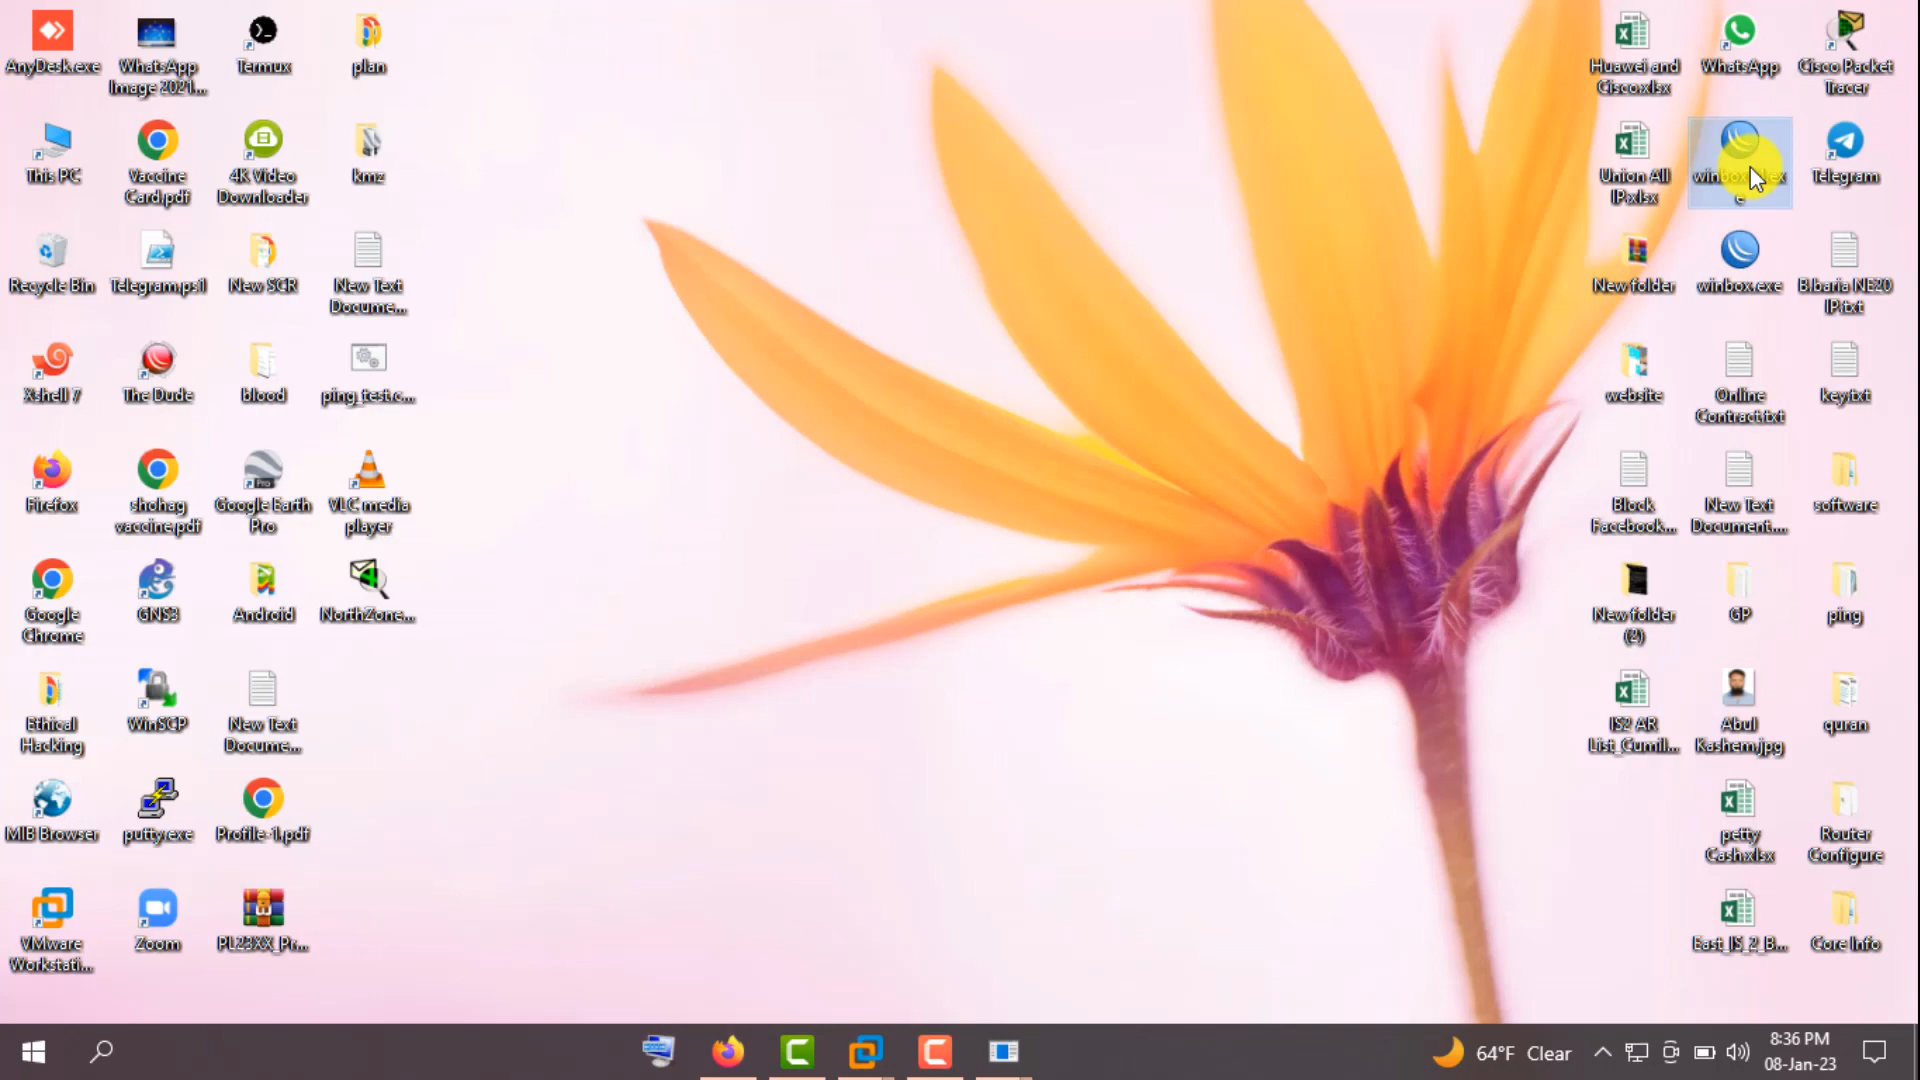 AnyDesk.exe
WhatsApp
Image 2021...
Termux
plan
This PC
Vaccine
Card.pdf
4K Video
Downloader
kmz
Recycle Bin
Telegram.ps1
New SCR
New Text
Docume...
Xshell 7
The Dude
blood
ping_test.c...
Firefox
shohag
vaccine.pdf
Google Earth
Pro
VLC media
player
Google
Chrome
GNS3
Android
NorthZone...
Ethical
Hacking
WinSCP
New Text
Docume...
MIB Browser
putty.exe
Profile-1.pdf
VMware
Workstati...
Zoom
PL23XX_Pr...
Huawei and
Cisco.xlsx
WhatsApp
Cisco Packet
Tracer
Union All
IP.xlsx
Telegram
New folder
winbox.exe
B.baria NE20
IP.txt
website
Online
Contract.txt
key.txt
Block
Facebook...
New Text
Document....
software
New folder
(2)
GP
ping
IS2 AR
List_Cumil...
Abul
Kashem.jpg
quran
petty
Cash.xlsx
Router
Configure
East_IS_2_B...
Core Info
64°F Clear
8:36 PM
08-Jan-23